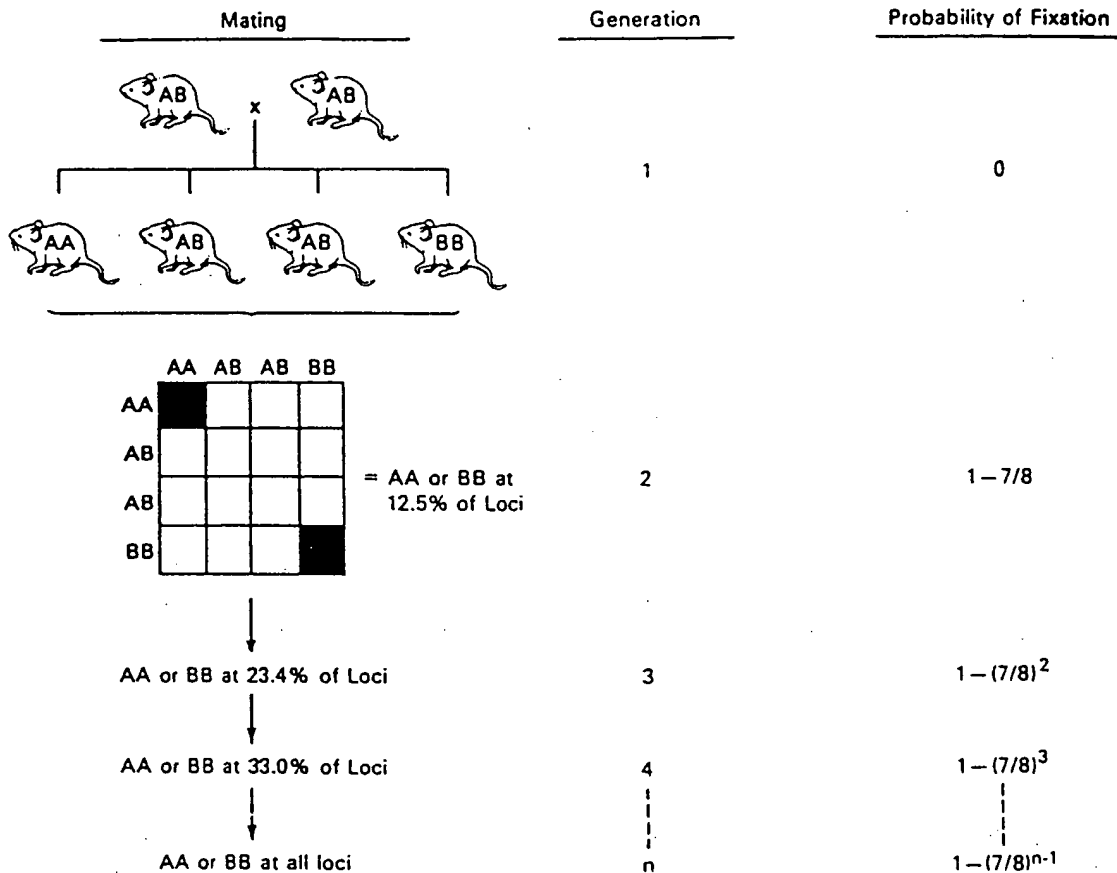 Mating Generation Probability of Fixation
AB x AB
1 0
AA AB AB BB
AA AB AB BB
AA
AB
= AA or BB at 2 1 – 7/8
12.5% of Loci
AB
BB
AA or BB at 23.4% of Loci 3 1 – (7/8)²
AA or BB at 33.0% of Loci 4 1 – (7/8)³
AA or BB at all loci n 1 – (7/8)ⁿ⁻¹